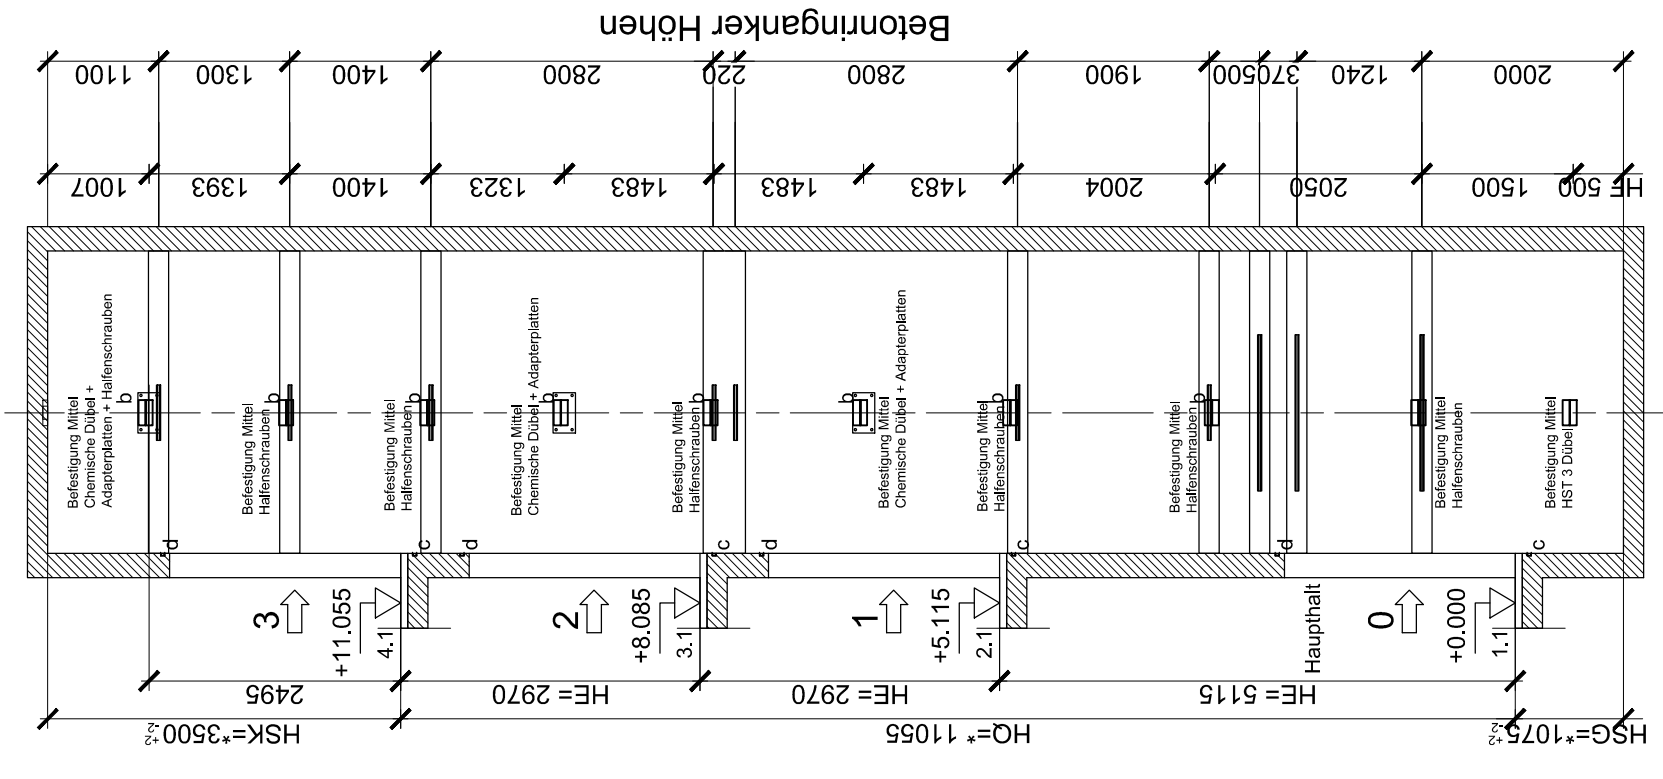 Betonringanker Höhen
1100
1300
1400
2800
220
2800
1900
500
370
1240
2000
1007
1393
1400
1323
1483
1483
1483
2004
2050
1500
500
HF
Befestigung Mittel
Chemische Dübel +
Adapterplatten + Halfenschrauben
b
Befestigung Mittel
Halfenschrauben
b
Befestigung Mittel
Halfenschrauben
b
Befestigung Mittel
Chemische Dübel + Adapterplatten
b
Befestigung Mittel
Halfenschrauben
b
Befestigung Mittel
Chemische Dübel + Adapterplatten
b
Befestigung Mittel
Halfenschrauben
b
Befestigung Mittel
Halfenschrauben
b
Befestigung Mittel
Halfenschrauben
Befestigung Mittel
HST 3 Dübel
d
c
d
c
d
c
d
c
3
+11.055
4.1
2
+8.085
3.1
1
+5.115
2.1
Haupthalt
0
+0.000
1.1
2495
HE= 2970
HE= 2970
HE= 5115
HSK=*3500 +2 -2
HQ=* 11055
HSG=*1075 +2 -2